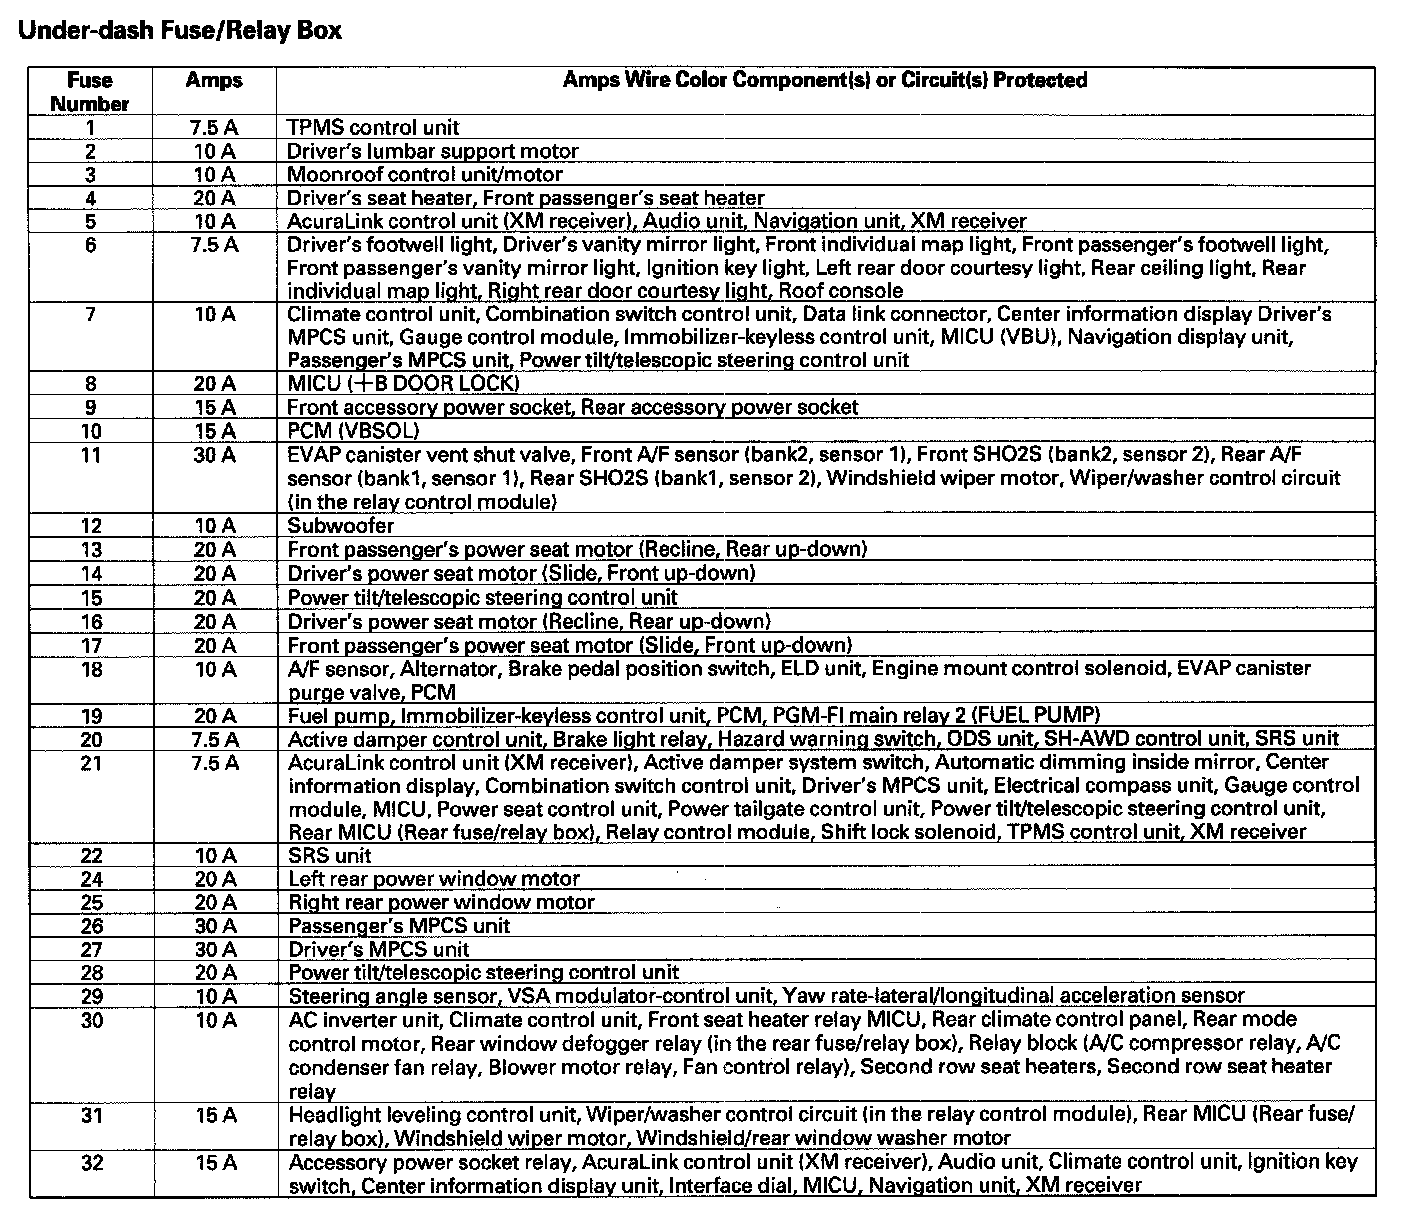 Under-dash Fuse/Relay Box
Fuse Number Amps Amps Wire Color Component(s) or Circuit(s) Protected
1 7.5 A TPMS control unit
2 10 A Driver's lumbar support motor
3 10 A Moonroof control unit/motor
4 20 A Driver's seat heater, Front passenger's seat heater
5 10 A AcuraLink control unit (XM receiver), Audio unit, Navigation unit, XM receiver
6 7.5 A Driver's footwell light, Driver's vanity mirror light, Front individual map light, Front passenger's footwell light,
Front passenger's vanity mirror light, Ignition key light, Left rear door courtesy light, Rear ceiling light, Rear
individual map light, Right rear door courtesy light, Roof console
7 10 A Climate control unit, Combination switch control unit, Data link connector, Center information display Driver's
MPCS unit, Gauge control module, Immobilizer-keyless control unit, MICU (VBU), Navigation display unit,
Passenger's MPCS unit, Power tilt/telescopic steering control unit
8 20 A MICU (+B DOOR LOCK)
9 15 A Front accessory power socket, Rear accessory power socket
10 15 A PCM (VBSOL)
11 30 A EVAP canister vent shut valve, Front A/F sensor (bank2, sensor 1), Front SHO2S (bank2, sensor 2), Rear A/F
sensor (bank1, sensor 1), Rear SHO2S (bank1, sensor 2), Windshield wiper motor, Wiper/washer control circuit
(in the relay control module)
12 10 A Subwoofer
13 20 A Front passenger's power seat motor (Recline, Rear up-down)
14 20 A Driver's power seat motor (Slide, Front up-down)
15 20 A Power tilt/telescopic steering control unit
16 20 A Driver's power seat motor (Recline, Rear up-down)
17 20 A Front passenger's power seat motor (Slide, Front up-down)
18 10 A A/F sensor, Alternator, Brake pedal position switch, ELD unit, Engine mount control solenoid, EVAP canister
purge valve, PCM
19 20 A Fuel pump, Immobilizer-keyless control unit, PCM, PGM-FI main relay 2 (FUEL PUMP)
20 7.5 A Active damper control unit, Brake light relay, Hazard warning switch, ODS unit, SH-AWD control unit, SRS unit
21 7.5 A AcuraLink control unit (XM receiver), Active damper system switch, Automatic dimming inside mirror, Center
information display, Combination switch control unit, Driver's MPCS unit, Electrical compass unit, Gauge control
module, MICU, Power seat control unit, Power tailgate control unit, Power tilt/telescopic steering control unit,
Rear MICU (Rear fuse/relay box), Relay control module, Shift lock solenoid, TPMS control unit, XM receiver
22 10 A SRS unit
24 20 A Left rear power window motor
25 20 A Right rear power window motor
26 30 A Passenger's MPCS unit
27 30 A Driver's MPCS unit
28 20 A Power tilt/telescopic steering control unit
29 10 A Steering angle sensor, VSA modulator-control unit, Yaw rate-lateral/longitudinal acceleration sensor
30 10 A AC inverter unit, Climate control unit, Front seat heater relay MICU, Rear climate control panel, Rear mode
control motor, Rear window defogger relay (in the rear fuse/relay box), Relay block (A/C compressor relay, A/C
condenser fan relay, Blower motor relay, Fan control relay), Second row seat heaters, Second row seat heater
relay
31 15 A Headlight leveling control unit, Wiper/washer control circuit (in the relay control module), Rear MICU (Rear fuse/
relay box), Windshield wiper motor, Windshield/rear window washer motor
32 15 A Accessory power socket relay, AcuraLink control unit (XM receiver), Audio unit, Climate control unit, Ignition key
switch, Center information display unit, Interface dial, MICU, Navigation unit, XM receiver